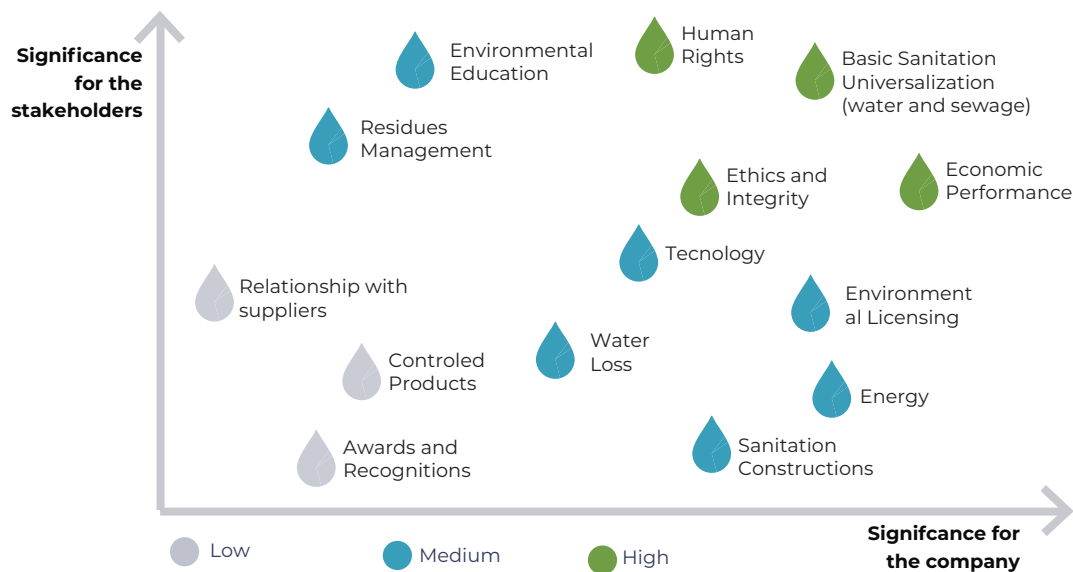 Significance
for the
stakeholders
Environmental
Education
Human
Rights
Basic Sanitation
Universalization
(water and sewage)
Residues
Management
Ethics and
Integrity
Economic
Performance
Tecnology
Relationship with
suppliers
Environment
al Licensing
Water
Loss
Controled
Products
Energy
Awards and
Recognitions
Sanitation
Constructions
Low
Medium
High
Signifcance for
the company